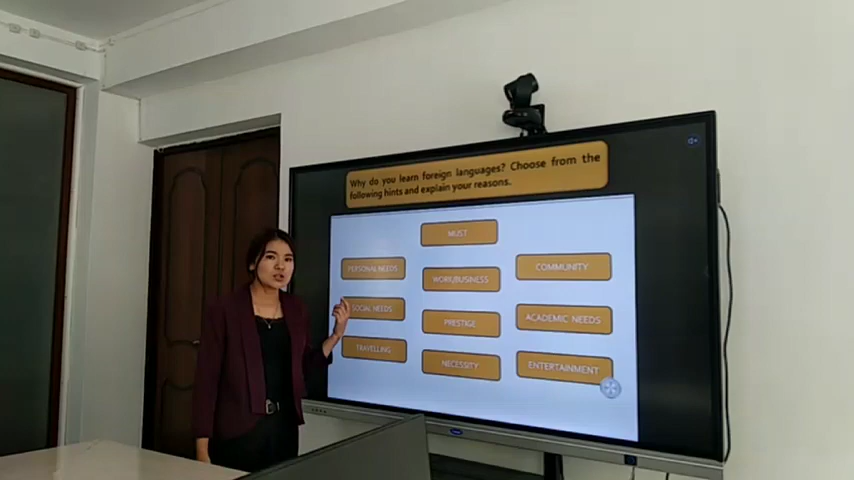 Why do you learn foreign languages? Choose from the
following hints and explain your reasons.
MUST
PERSONAL NEEDS
WORK/BUSINESS
COMMUNITY
SOCIAL NEEDS
PRESTIGE
ACADEMIC NEEDS
TRAVELLING
NECESSITY
ENTERTAINMENT